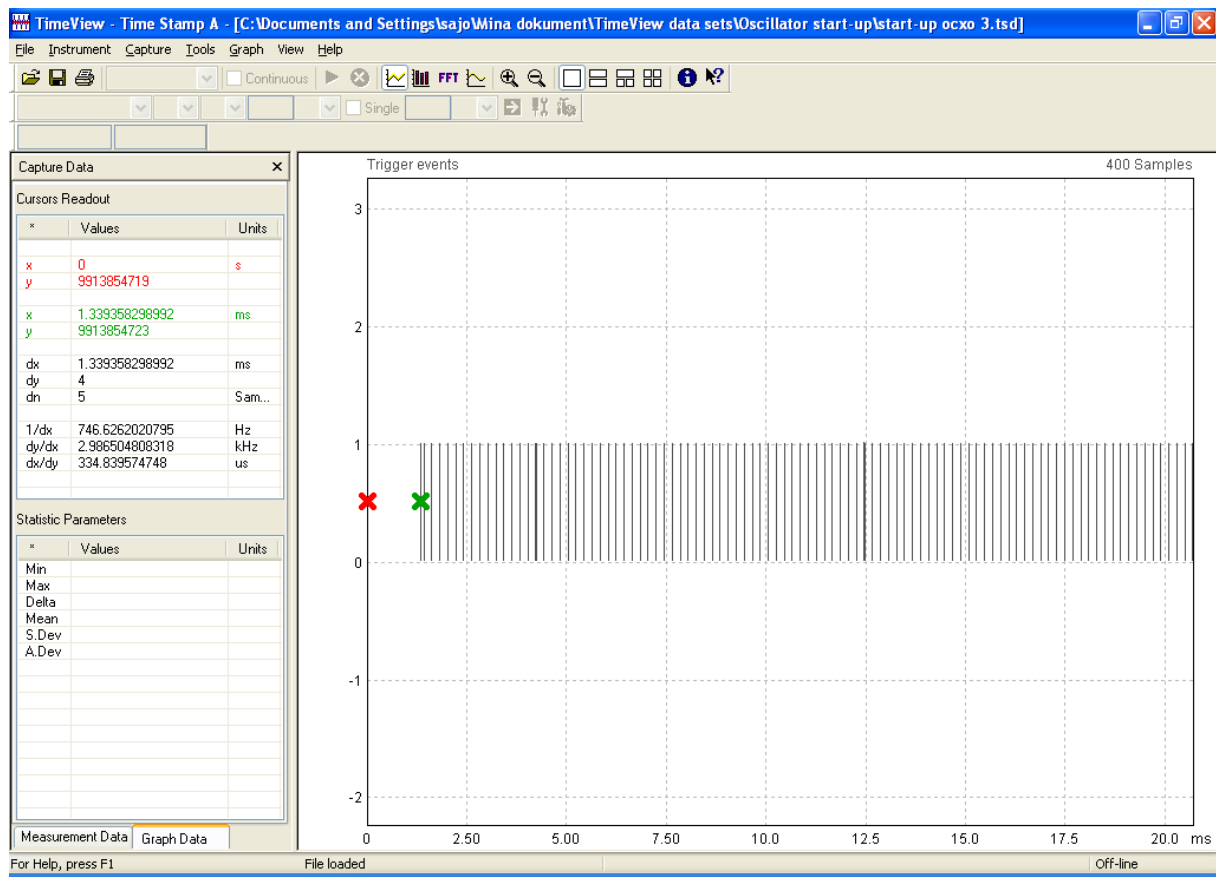 TimeView - Time Stamp A - [C:\Documents and Settings\sajo\Mina dokument\TimeView data sets\Oscillator start-up\start-up ocxo 3.tsd]
File Instrument Capture Tools Graph View Help
Continuous FFT
Single
Capture Data
Cursors Readout
* Values Units
x 0 s
y 9913854719
x 1.339358298992 ms
y 9913854723
dx 1.339358298992 ms
dy 4
dn 5 Sam...
1/dx 746.6262020795 Hz
dy/dx 2.986504808318 kHz
dx/dy 334.839574748 us
Statistic Parameters
* Values Units
Min
Max
Delta
Mean
S.Dev
A.Dev
Measurement Data Graph Data
Trigger events 400 Samples
3
2
1
0
-1
-2
0 2.50 5.00 7.50 10.0 12.5 15.0 17.5 20.0 ms
For Help, press F1 File loaded Off-line